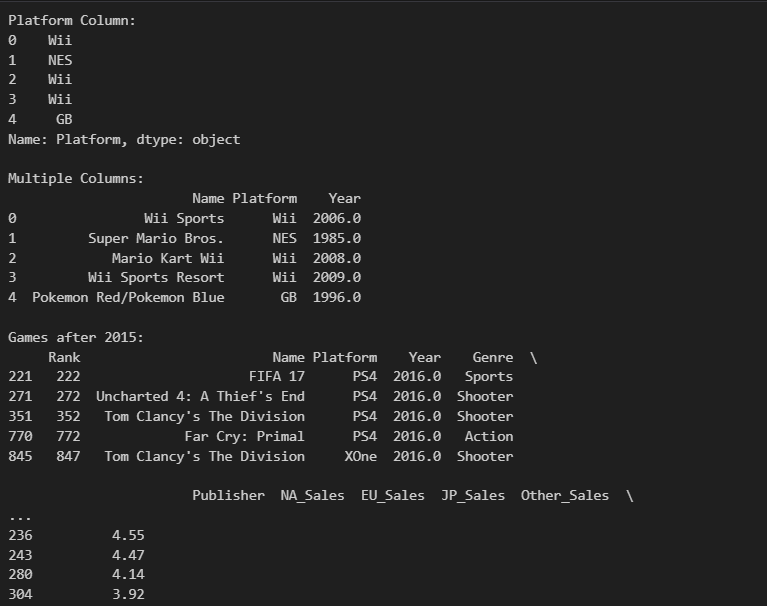 Platform Column:
0    Wii
1    NES
2    Wii
3    Wii
4     GB
Name: Platform, dtype: object

Multiple Columns:
                       Name Platform    Year
0                Wii Sports      Wii  2006.0
1         Super Mario Bros.      NES  1985.0
2            Mario Kart Wii      Wii  2008.0
3         Wii Sports Resort      Wii  2009.0
4  Pokemon Red/Pokemon Blue       GB  1996.0

Games after 2015:
     Rank                        Name Platform    Year    Genre  \
221   222                     FIFA 17      PS4  2016.0   Sports
271   272  Uncharted 4: A Thief's End      PS4  2016.0  Shooter
351   352   Tom Clancy's The Division      PS4  2016.0  Shooter
770   772             Far Cry: Primal      PS4  2016.0   Action
845   847   Tom Clancy's The Division     XOne  2016.0  Shooter

                       Publisher  NA_Sales  EU_Sales  JP_Sales  Other_Sales  \
...
236          4.55
243          4.47
280          4.14
304          3.92